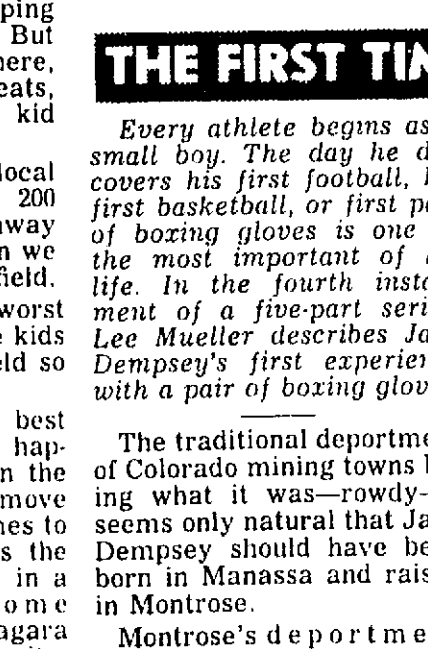 ping
But
here,
eats,
kid
local
200
away
n we
field.
worst
e kids
eld so
best
hap-
n the
move
nes to
s the
in a
ome
agara
THE FIRST TIM
Every athlete begins as
small boy. The day he d
covers his first football, h
first basketball, or first pa
of boxing gloves is one
the most important of
life. In the fourth insta
ment of a five-part seri
Lee Mueller describes Ja
Dempsey's first experien
with a pair of boxing glov
The traditional deportme
of Colorado mining towns b
ing what it was—rowdy—
seems only natural that Ja
Dempsey should have be
born in Manassa and rais
in Montrose.
Montrose's deportme